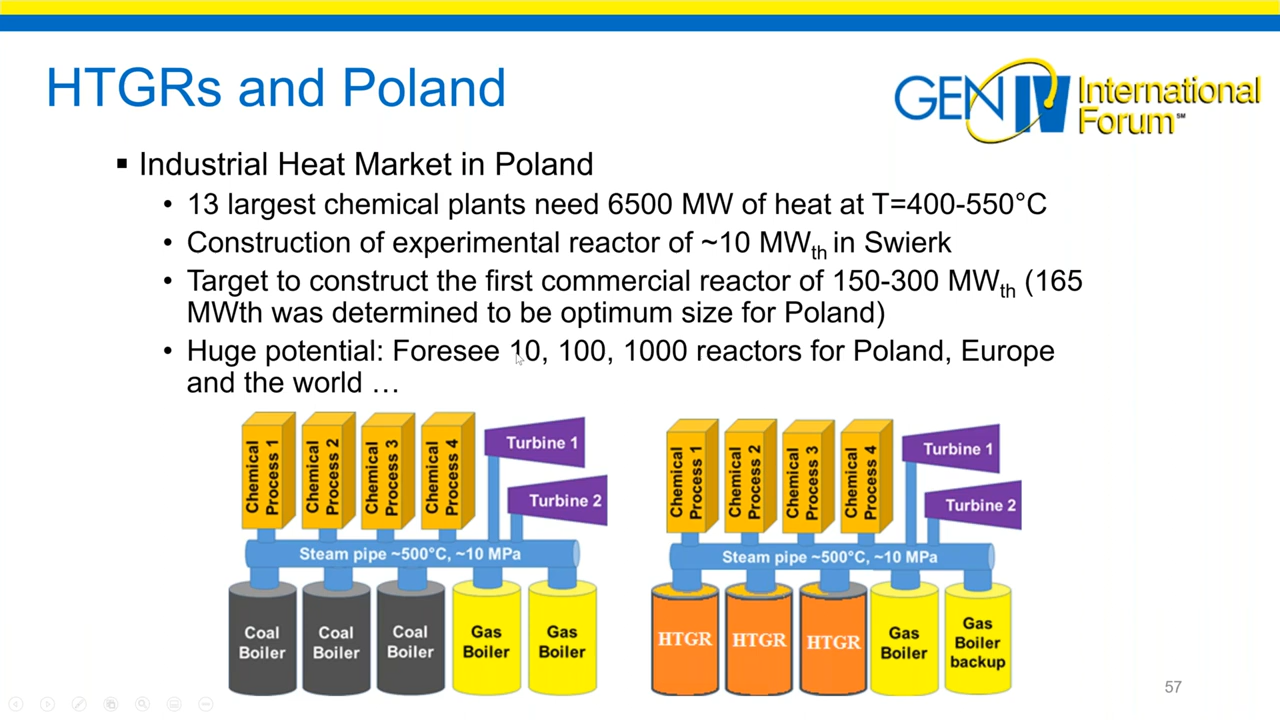 HTGRs and Poland
GEN IV International Forum℠
▪ Industrial Heat Market in Poland
• 13 largest chemical plants need 6500 MW of heat at T=400-550°C
• Construction of experimental reactor of ~10 MWth in Swierk
• Target to construct the first commercial reactor of 150-300 MWth (165
MWth was determined to be optimum size for Poland)
• Huge potential: Foresee 10, 100, 1000 reactors for Poland, Europe
and the world …
Chemical
Process 1
Chemical
Process 2
Chemical
Process 3
Chemical
Process 4
Turbine 1
Turbine 2
Steam pipe ~500°C, ~10 MPa
Coal
Boiler
Coal
Boiler
Coal
Boiler
Gas
Boiler
Gas
Boiler
Chemical
Process 1
Chemical
Process 2
Chemical
Process 3
Chemical
Process 4
Turbine 1
Turbine 2
Steam pipe ~500°C, ~10 MPa
HTGR
HTGR
HTGR
Gas
Boiler
Gas
Boiler
backup
57